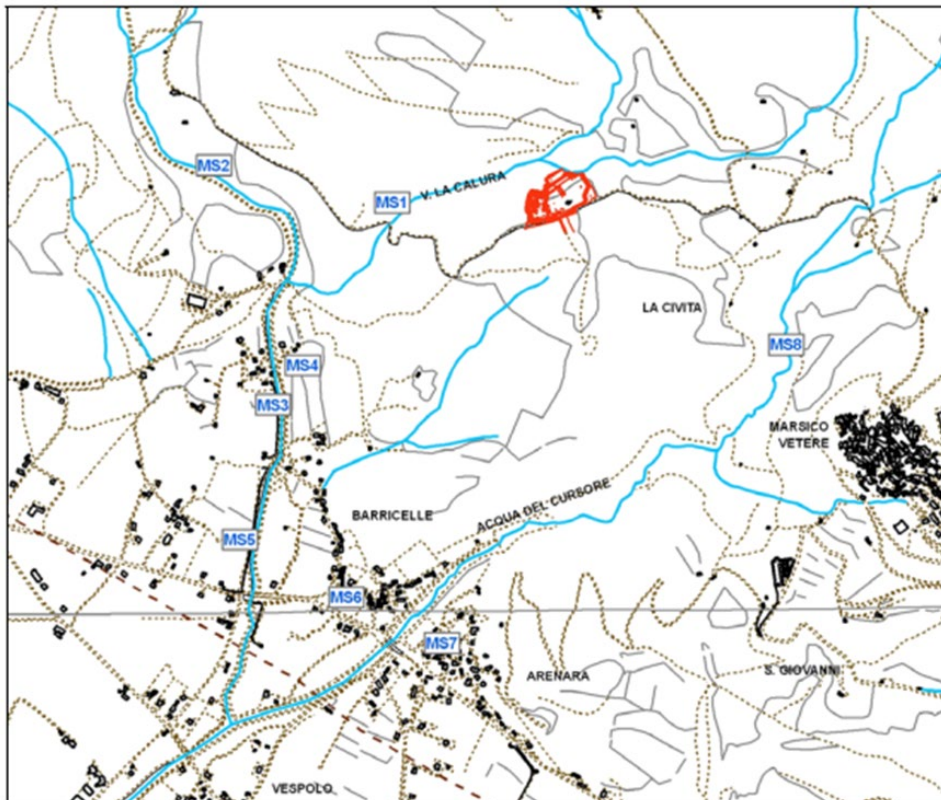 MS2
V. LA CALURA
MS1
LA CIVITA
MS8
MS4
MS3
MARSICO
VETERE
ACQUA DEL CURSORE
BARRICELLE
MS5
MS6
MS7
ARENARA
S. GIOVANNI
VESPOLO